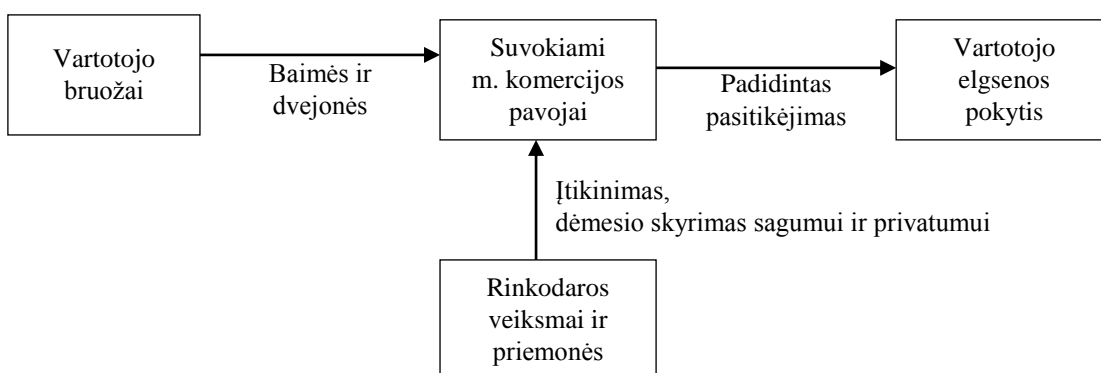 Vartotojo
bruožai
Baimės ir
dvejonės
Suvokiami
m. komercijos
pavojai
Padidintas
pasitikėjimas
Vartotojo
elgsenos
pokytis
Įtikinimas,
dėmesio skyrimas sagumui ir privatumui
Rinkodaros
veiksmai ir
priemonės